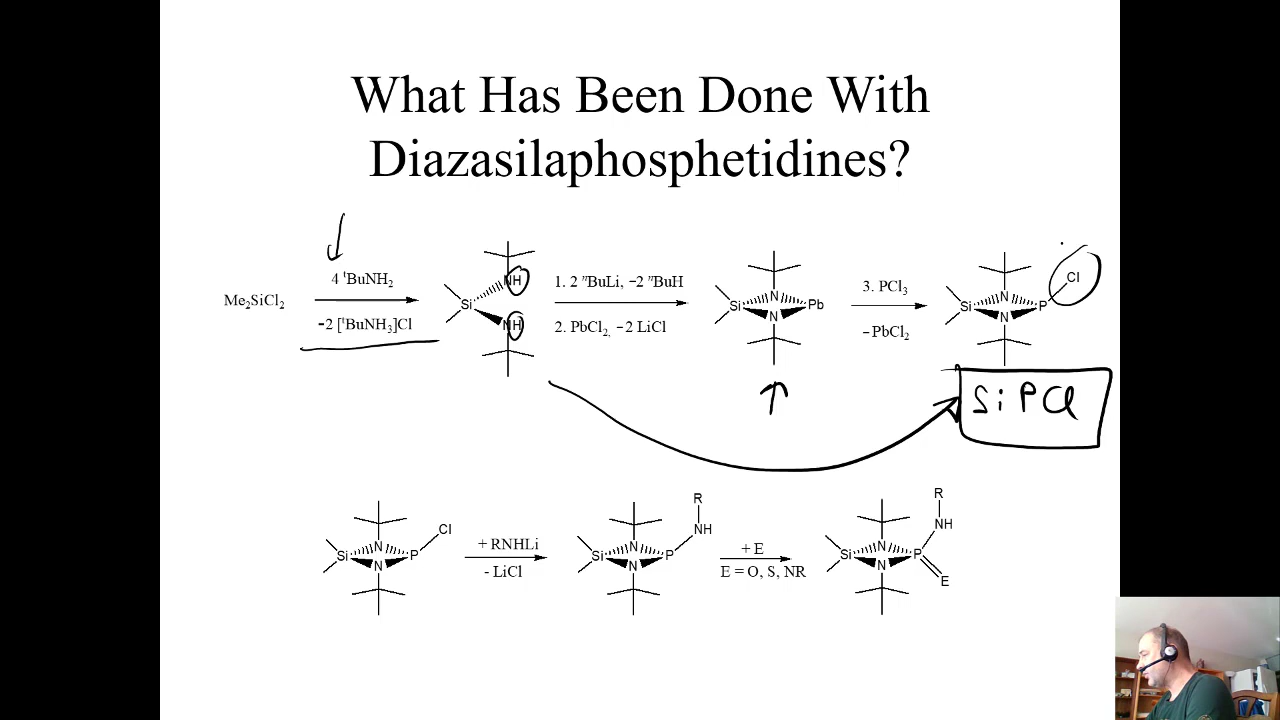 What Has Been Done With
Diazasilaphosphetidines?
Me₂SiCl₂
4 ᵗBuNH₂
-2 [ᵗBuNH₃]Cl
Si
NH
NH
1. 2 ⁿBuLi, −2 ⁿBuH
2. PbCl₂, −2 LiCl
Si
N
N
Pb
3. PCl₃
−PbCl₂
Si
N
N
P
Cl
SiPCl
Si
N
N
P
Cl
+ RNHLi
- LiCl
Si
N
N
P
NH
R
+ E
E = O, S, NR
Si
N
N
P
NH
R
E